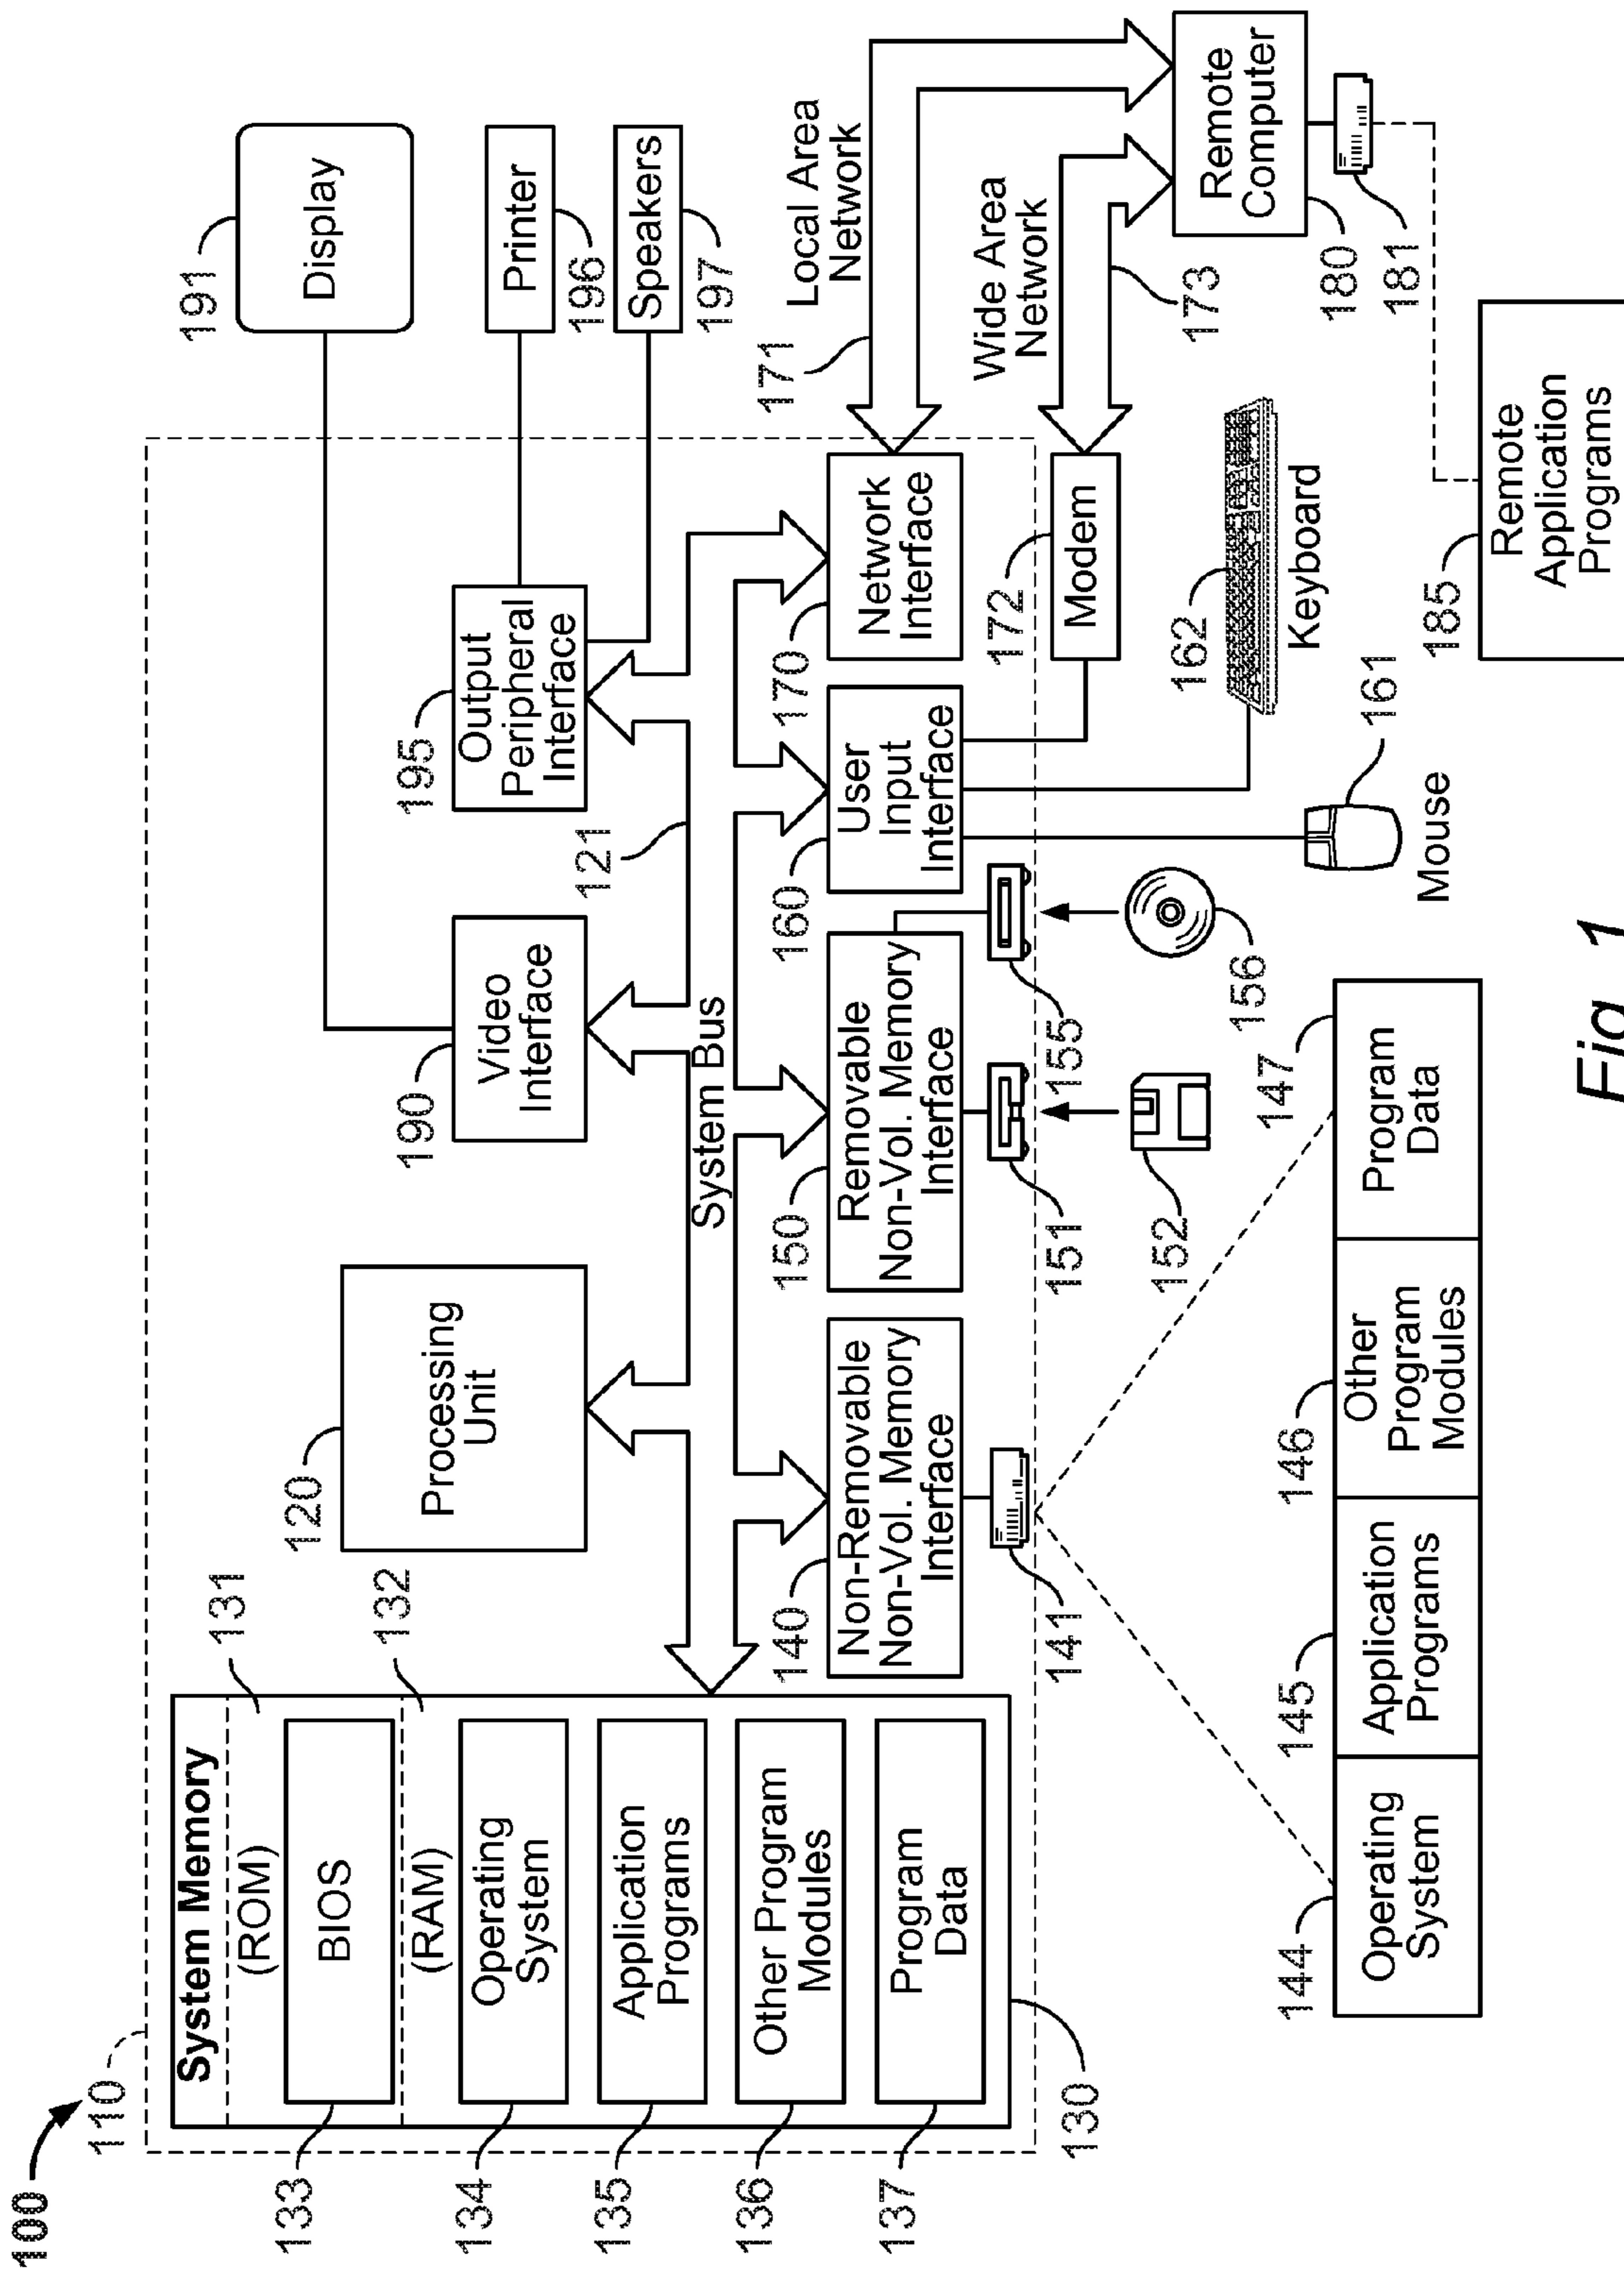 100
110
System Memory
(ROM)
131
BIOS
133
(RAM)
132
Operating
System
134
Application
Programs
135
Other Program
Modules
136
Program
Data
137
130
120
Processing
Unit
190
Video
Interface
195
Output
Peripheral
Interface
191
Display
Printer
196
Speakers
197
121
System Bus
140
Non-Removable
Non-Vol. Memory
Interface
141
150
Removable
Non-Vol. Memory
Interface
151
155
152
156
160
User
Input
Interface
170
Network
Interface
172
Modem
171
Local Area
Network
Wide Area
Network
173
Remote
Computer
180
181
162
Keyboard
161
Mouse
185
Remote
Application
Programs
144
Operating
System
145
Application
Programs
146
Other
Program
Modules
147
Program
Data
Fig. 1